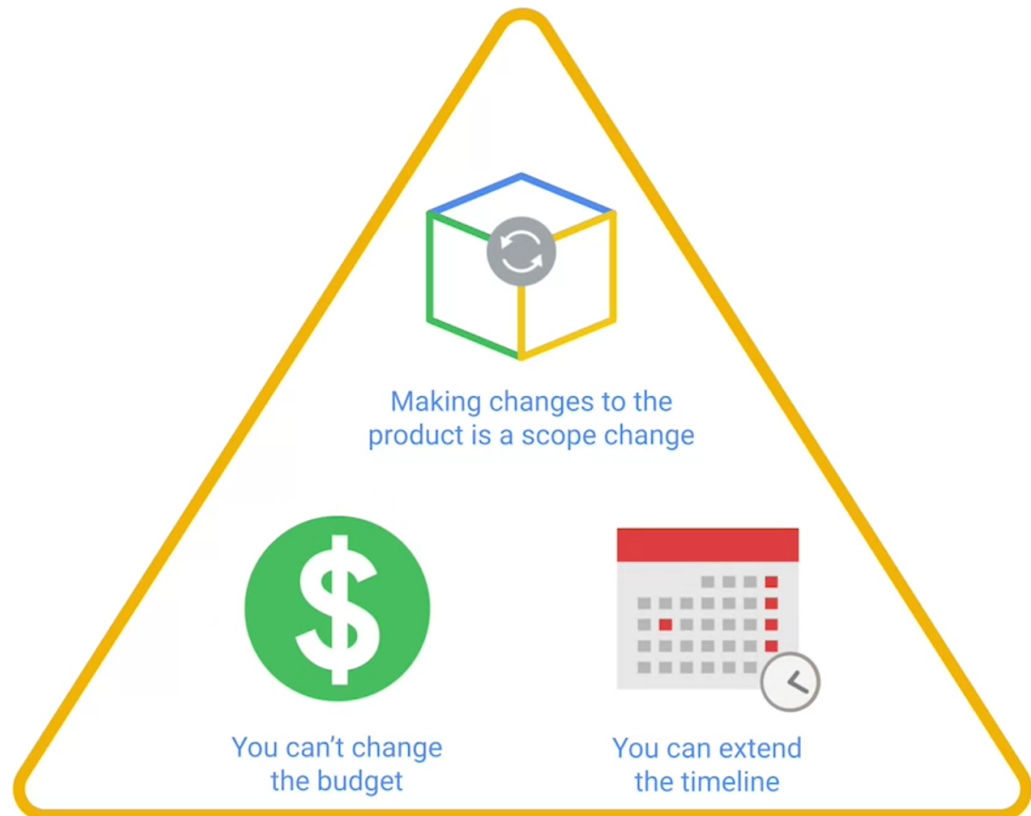 Making changes to the
product is a scope change
$
You can’t change
the budget
You can extend
the timeline